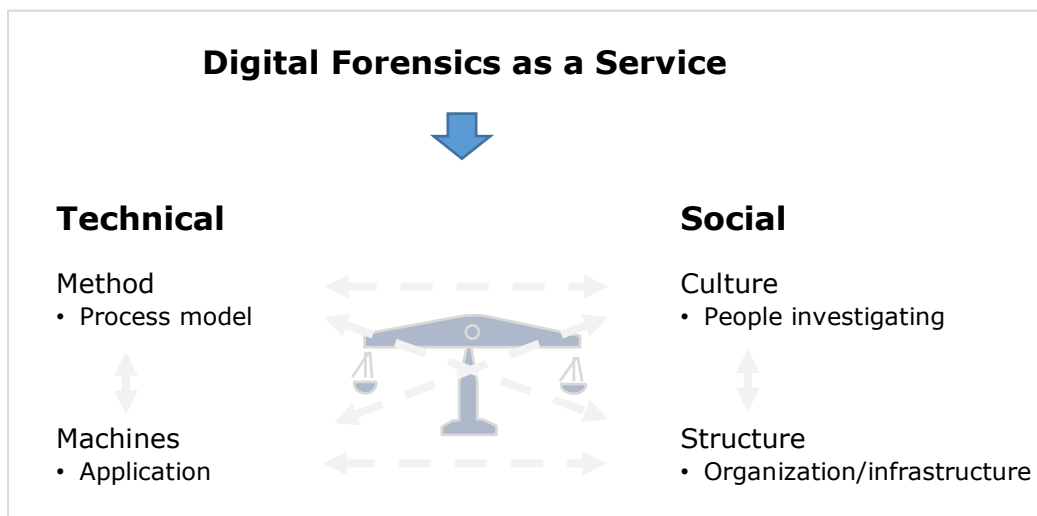 Digital Forensics as a Service
Technical
Method
• Process model
Machines
• Application
Social
Culture
• People investigating
Structure
• Organization/infrastructure